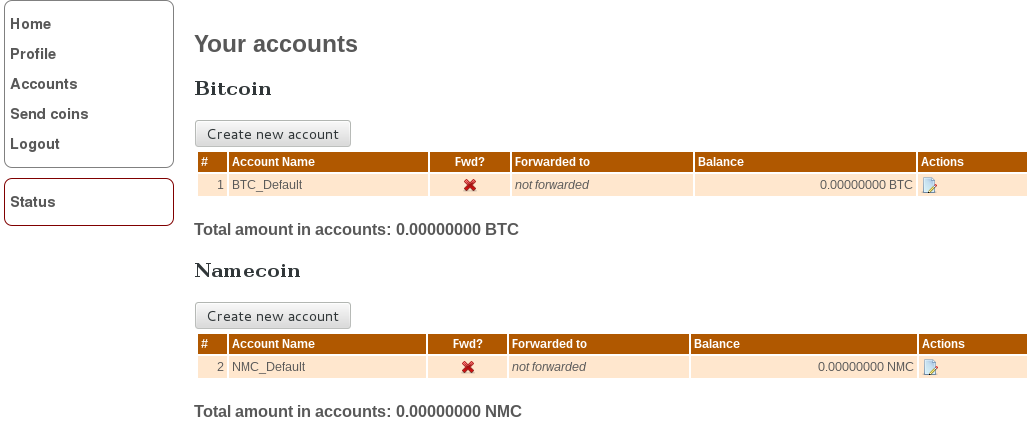 Home
Profile
Accounts
Send coins
Logout
Status
Your accounts
Bitcoin
Create new account
# Account Name Fwd? Forwarded to Balance Actions
1 BTC_Default not forwarded 0.00000000 BTC
Total amount in accounts: 0.00000000 BTC
Namecoin
Create new account
# Account Name Fwd? Forwarded to Balance Actions
2 NMC_Default not forwarded 0.00000000 NMC
Total amount in accounts: 0.00000000 NMC